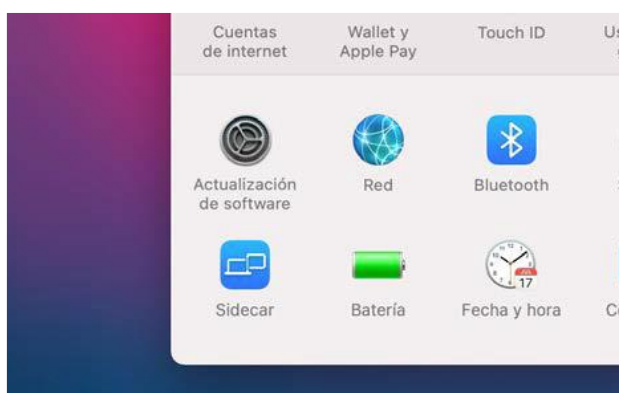 Cuentas
de internet
Wallet y
Apple Pay
Touch ID
Actualización
de software
Red
Bluetooth
17
Sidecar
Batería
Fecha y hora